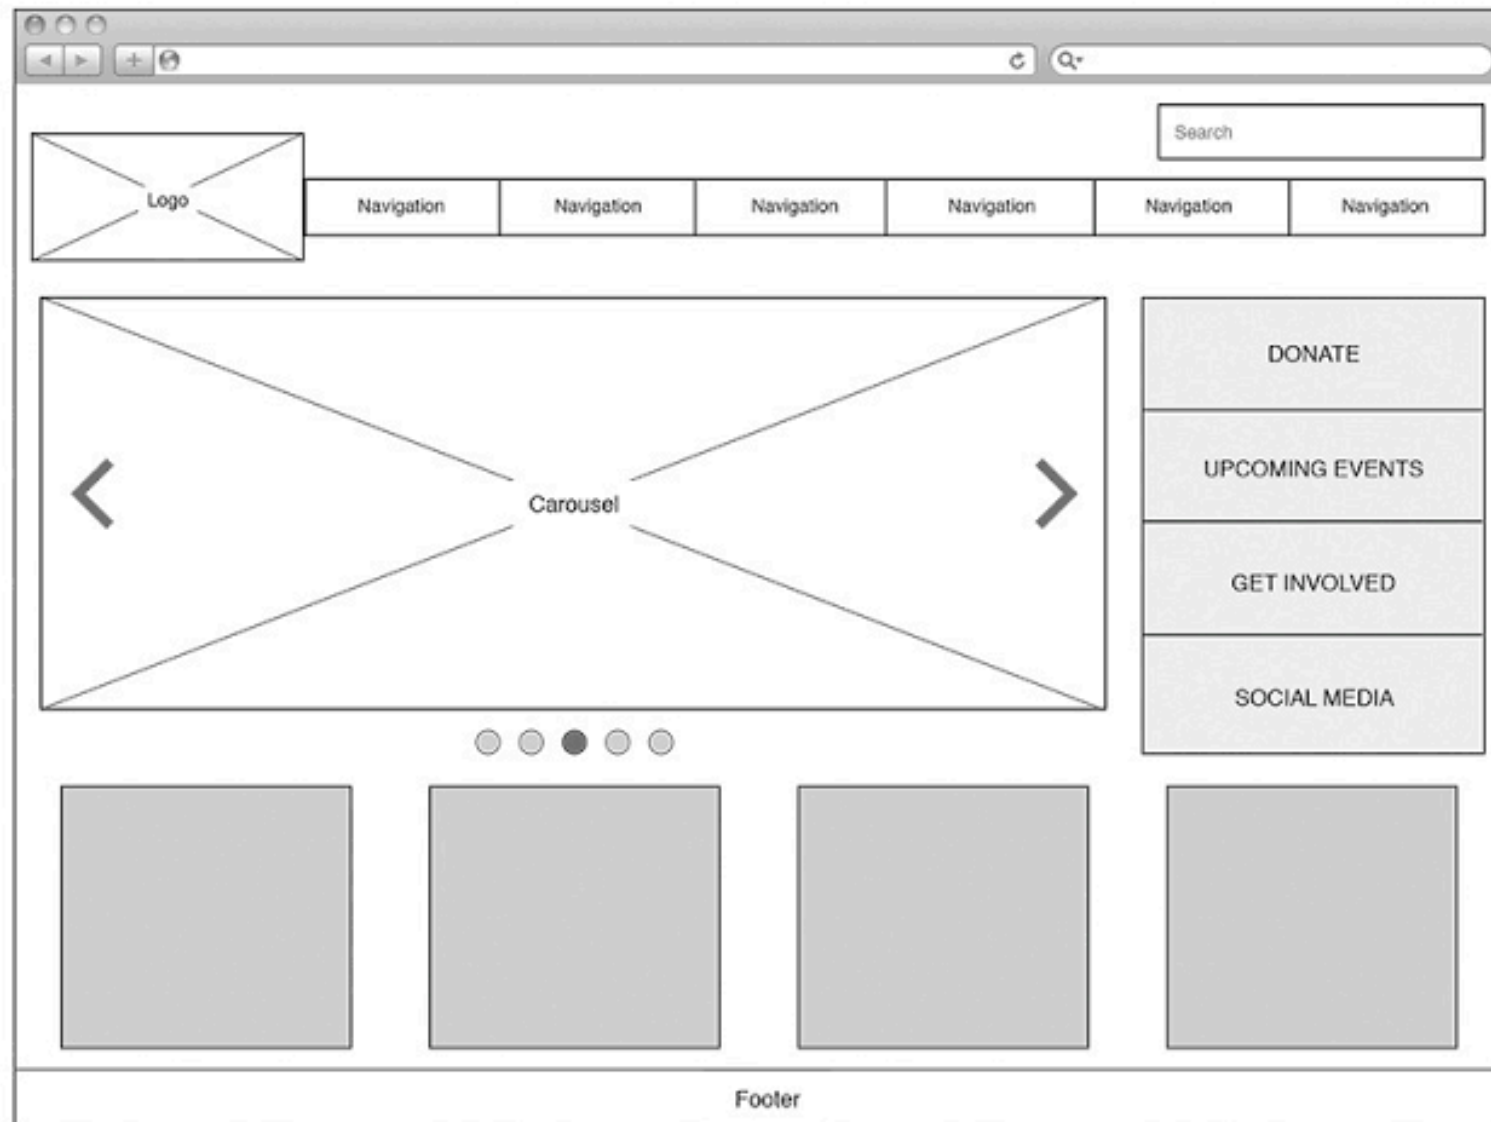 Search
Logo
Navigation Navigation Navigation Navigation Navigation Navigation
Carousel
DONATE
UPCOMING EVENTS
GET INVOLVED
SOCIAL MEDIA
Footer